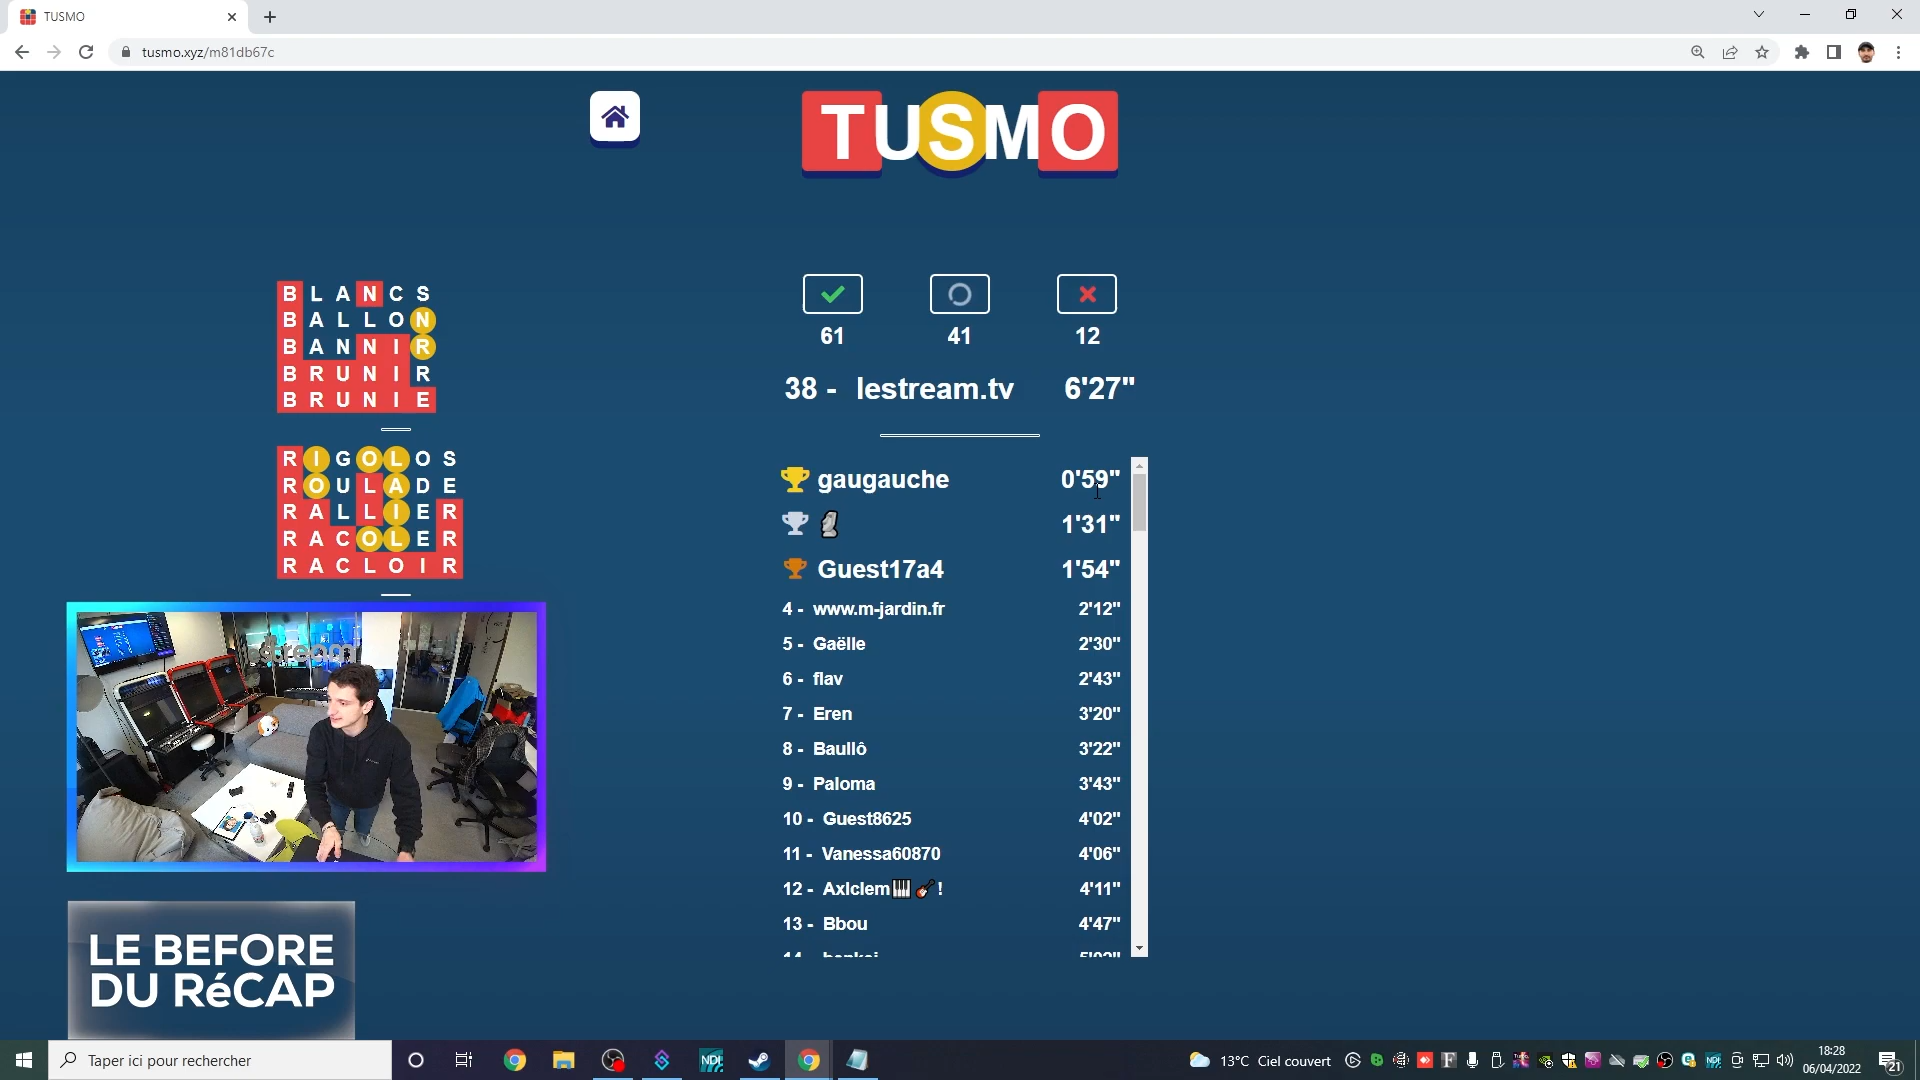 TUSMO
tusmo.xyz/m81db67c
TUSMO
BLANCS
BALLON
BANNIR
BRUNIR
BRUNIE
RIGOLOS
ROULADE
RALLIER
RACOLER
RACLOIR
61 41 12
38 - lestream.tv 6'27"
gaugauche 0'59"
🗿 1'31"
Guest17a4 1'54"
4 - www.m-jardin.fr 2'12"
5 - Gaëlle 2'30"
6 - flav 2'43"
7 - Eren 3'20"
8 - Baullô 3'22"
9 - Paloma 3'43"
10 - Guest8625 4'02"
11 - Vanessa60870 4'06"
12 - Axlclem🎹🎸! 4'11"
13 - Bbou 4'47"
stream
LE BEFORE
DU RéCAP
Taper ici pour rechercher
NDI
13°C Ciel couvert
18:28
06/04/2022
21